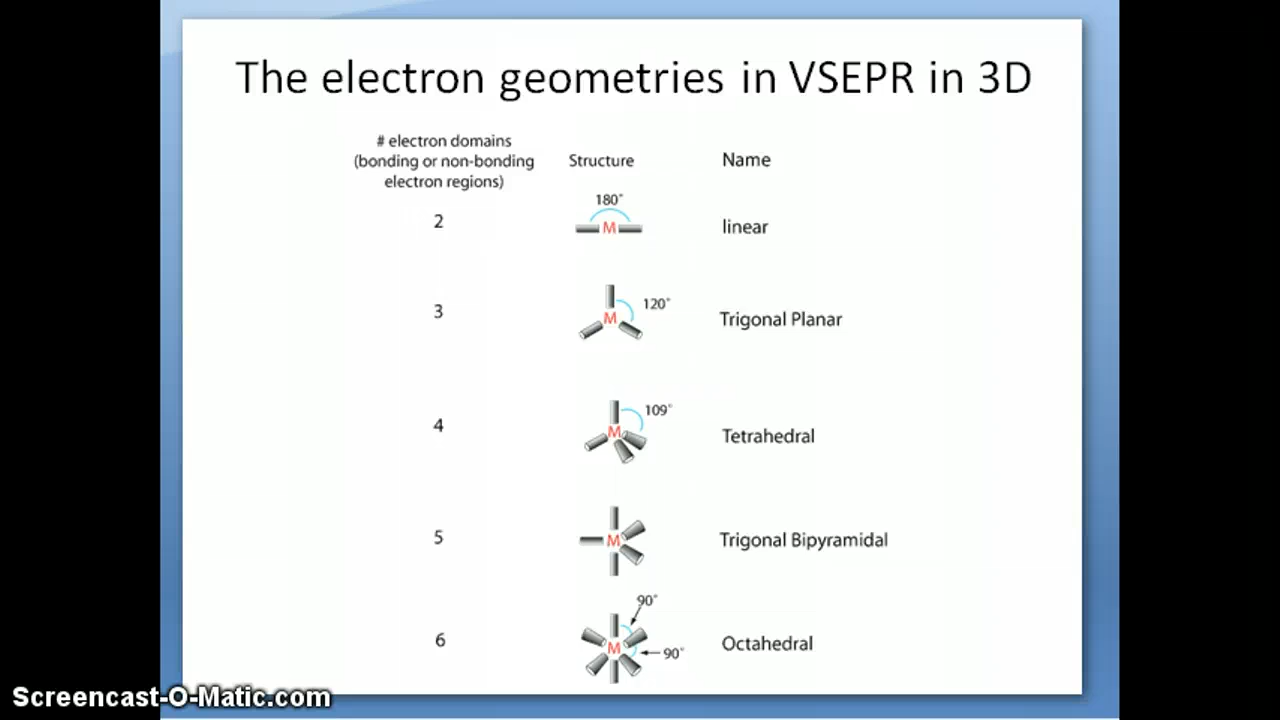 The electron geometries in VSEPR in 3D
# electron domains
(bonding or non-bonding
electron regions)
Structure
Name
2
180°
M
linear
3
120°
M
Trigonal Planar
4
109°
M
Tetrahedral
5
M
Trigonal Bipyramidal
6
90°
M
90°
Octahedral
Screencast-O-Matic.com